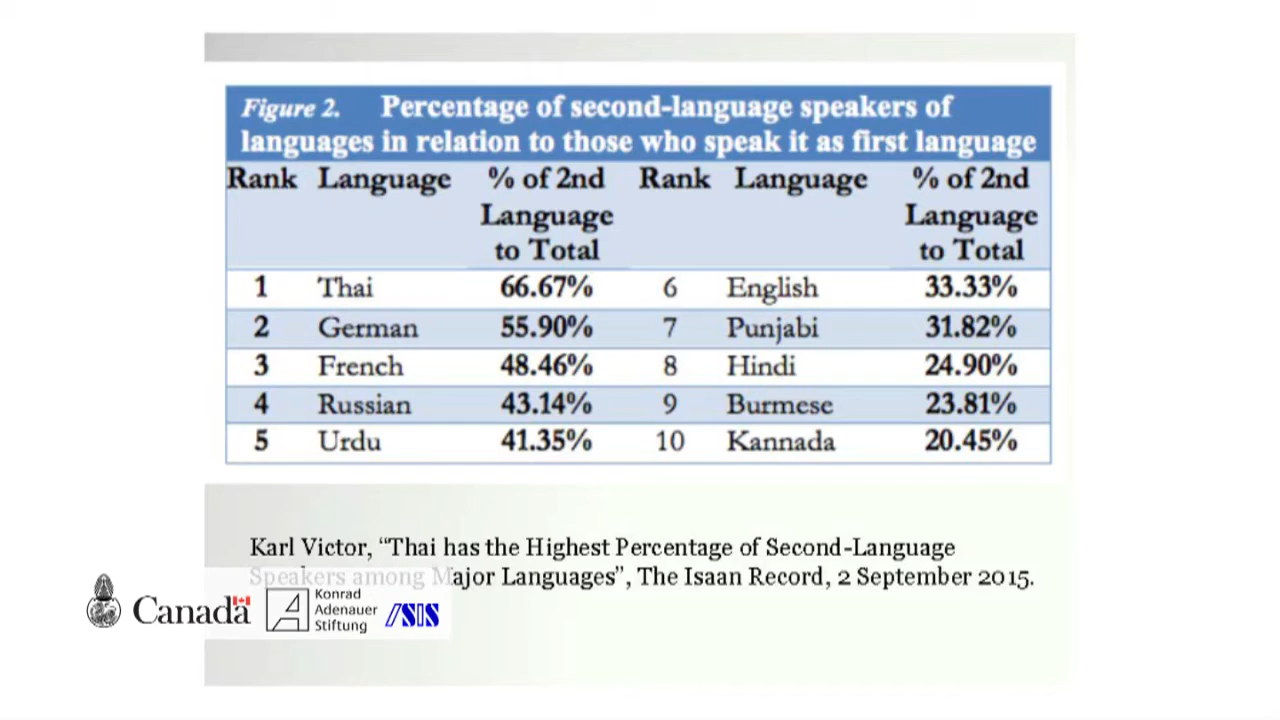 Figure 2. Percentage of second-language speakers of
languages in relation to those who speak it as first language
Rank Language % of 2nd Language to Total Rank Language % of 2nd Language to Total
1 Thai 66.67% 6 English 33.33%
2 German 55.90% 7 Punjabi 31.82%
3 French 48.46% 8 Hindi 24.90%
4 Russian 43.14% 9 Burmese 23.81%
5 Urdu 41.35% 10 Kannada 20.45%
Karl Victor, “Thai has the Highest Percentage of Second-Language
Speakers among Major Languages”, The Isaan Record, 2 September 2015.
Canada
Konrad
Adenauer
Stiftung
ISIS